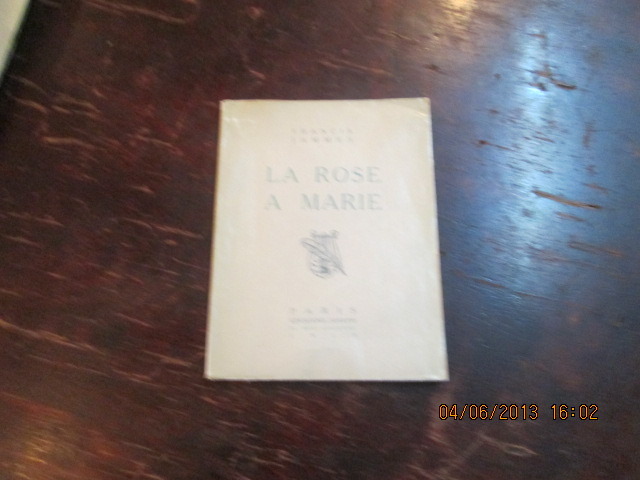 FRANCIS
JAMMES
LA ROSE
A MARIE
PARIS
04/06/2013 16:02